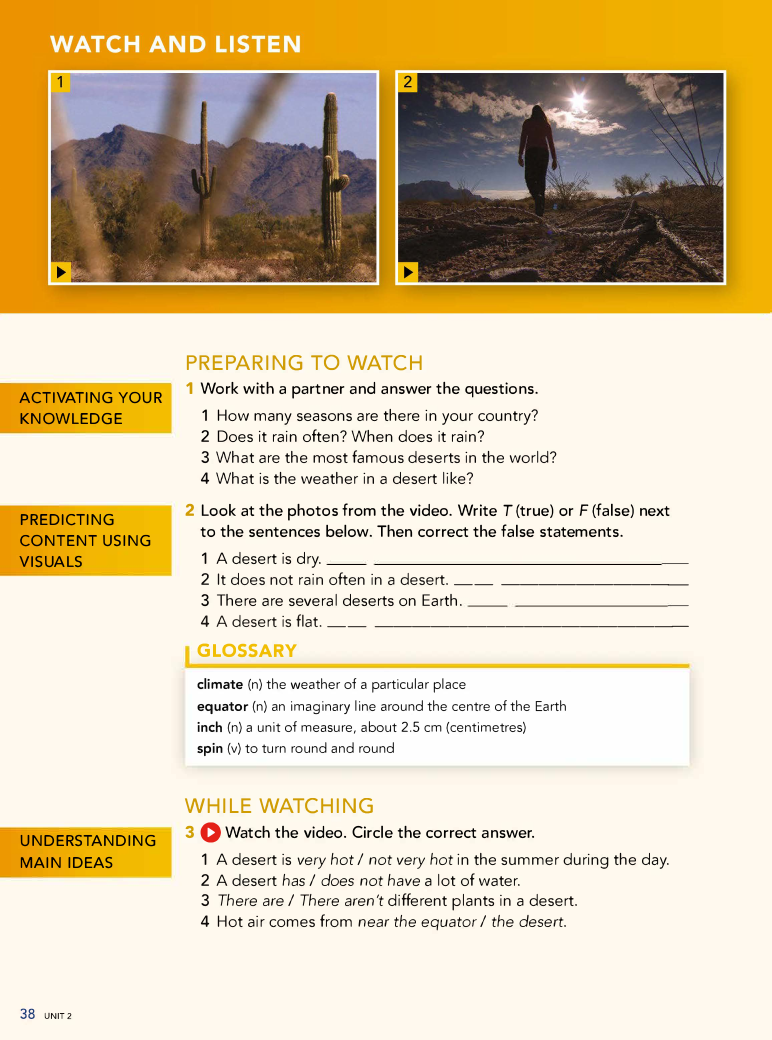 WATCH AND LISTEN
1
2
PREPARING TO WATCH
ACTIVATING YOUR
KNOWLEDGE
1 Work with a partner and answer the questions.
1 How many seasons are there in your country?
2 Does it rain often? When does it rain?
3 What are the most famous deserts in the world?
4 What is the weather in a desert like?
PREDICTING
CONTENT USING
VISUALS
2 Look at the photos from the video. Write T (true) or F (false) next
to the sentences below. Then correct the false statements.
1 A desert is dry.
2 It does not rain often in a desert.
3 There are several deserts on Earth.
4 A desert is flat.
GLOSSARY
climate (n) the weather of a particular place
equator (n) an imaginary line around the centre of the Earth
inch (n) a unit of measure, about 2.5 cm (centimetres)
spin (v) to turn round and round
WHILE WATCHING
UNDERSTANDING
MAIN IDEAS
3 Watch the video. Circle the correct answer.
1 A desert is very hot / not very hot in the summer during the day.
2 A desert has / does not have a lot of water.
3 There are / There aren't different plants in a desert.
4 Hot air comes from near the equator / the desert.
38 UNIT 2